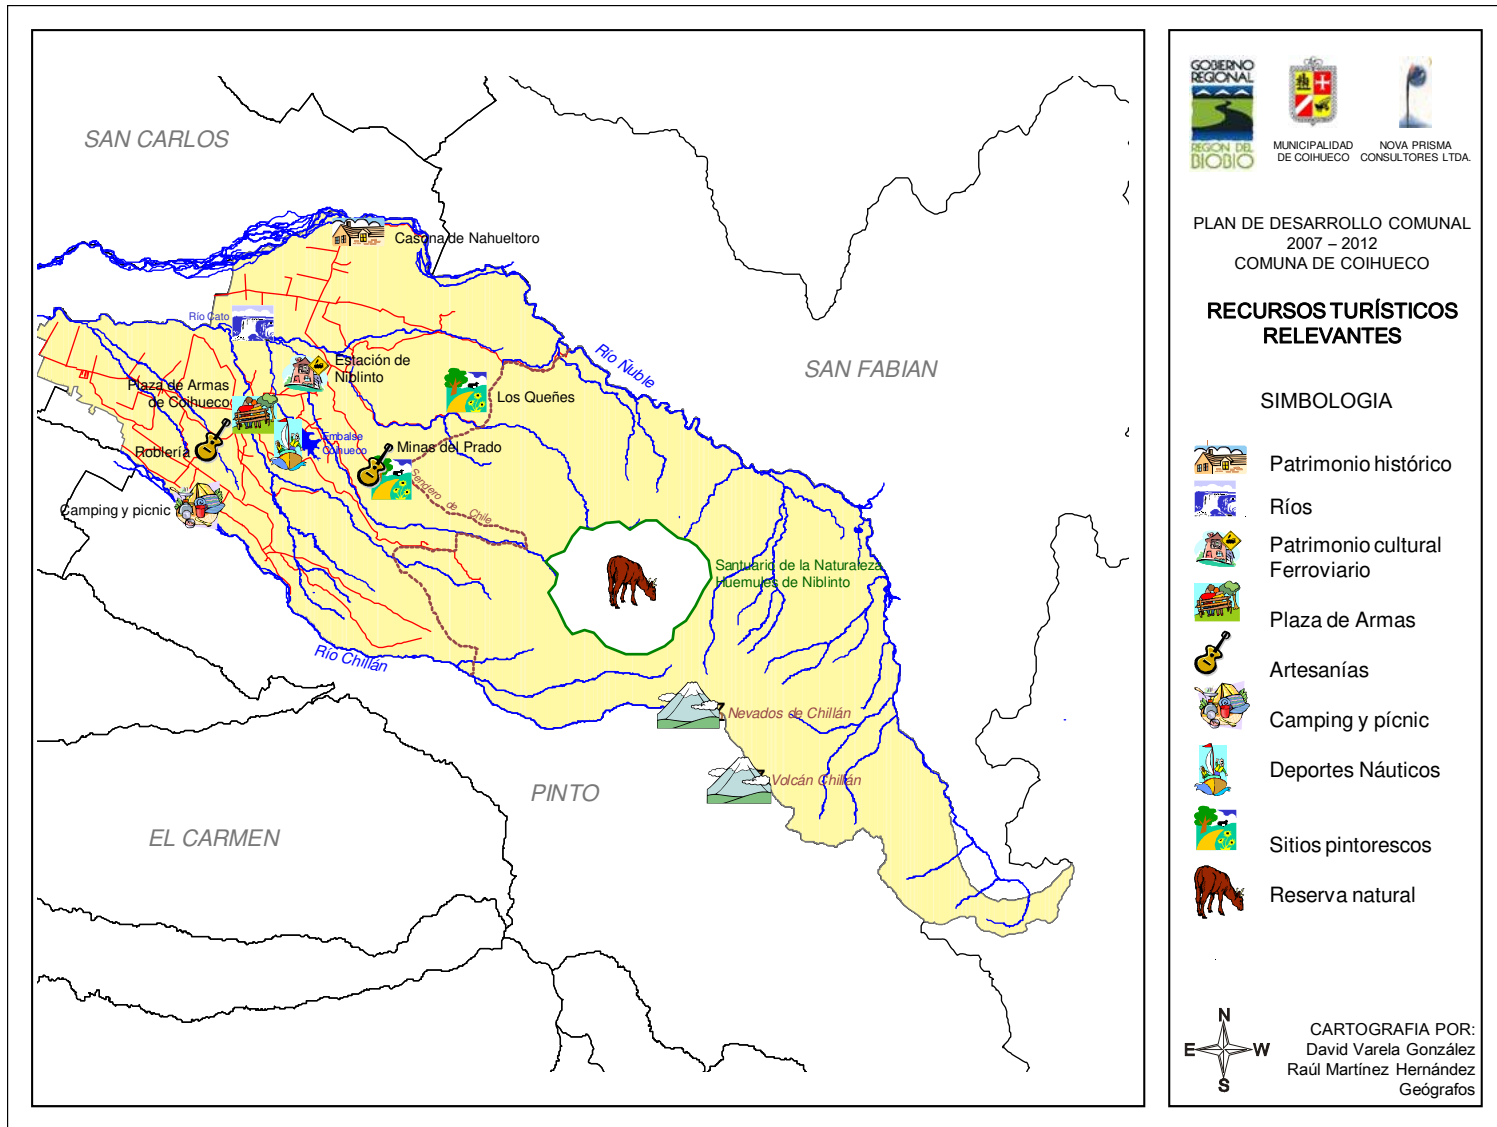 SAN CARLOS
Casona de Nahueltoro
Río Cato
Estación de
Niblinto
Río Ñuble
SAN FABIAN
Plaza de Armas
de Coihueco
Los Queñes
Roblería
Embalse
Coihueco
Minas del Prado
Sendero de Chile
Camping y picnic
Santuario de la Naturaleza
Huemules de Niblinto
Río Chillán
Nevados de Chillán
Volcán Chillán
PINTO
EL CARMEN
GOBIERNO
REGIONAL
REGION DEL
BIOBIO
MUNICIPALIDAD
DE COIHUECO
NOVA PRISMA
CONSULTORES LTDA.
PLAN DE DESARROLLO COMUNAL
2007 – 2012
COMUNA DE COIHUECO
RECURSOS TURÍSTICOS
RELEVANTES
SIMBOLOGIA
Patrimonio histórico
Ríos
Patrimonio cultural
Ferroviario
Plaza de Armas
Artesanías
Camping y pícnic
Deportes Náuticos
Sitios pintorescos
Reserva natural
N
E W
S
CARTOGRAFIA POR:
David Varela González
Raúl Martínez Hernández
Geógrafos